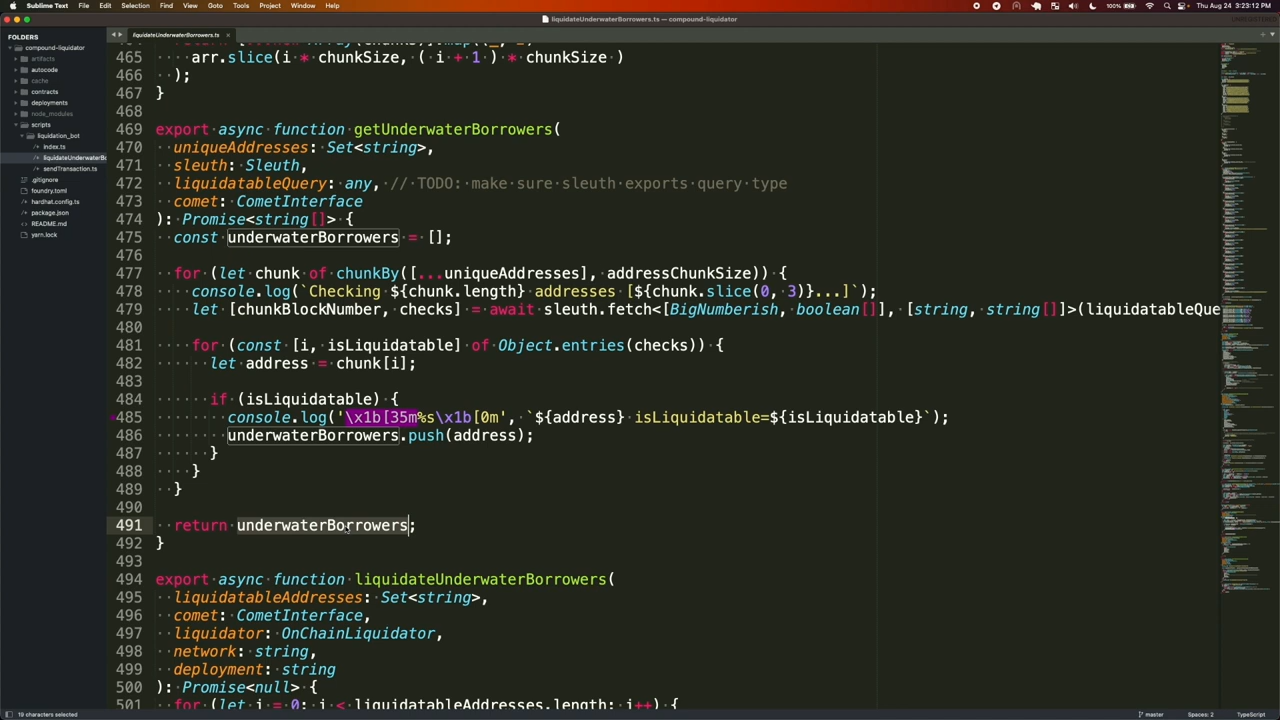 Sublime Text File Edit Selection Find View Goto Tools Project Window Help 100% Thu Aug 24 3:23:12 PM
liquidateUnderwaterBorrowers.ts — compound-liquidator
UNREGISTERED
FOLDERS
compound-liquidator
artifacts
autocode
cache
contracts
deployments
node_modules
scripts
liquidation_bot
index.ts
liquidateUnderwaterBo
sendTransaction.ts
.gitignore
foundry.toml
hardhat.config.ts
package.json
README.md
yarn.lock
liquidateUnderwaterBorrowers.ts
465 arr.slice(i * chunkSize, ( i + 1 ) * chunkSize )
466 );
467 }
468
469 export async function getUnderwaterBorrowers(
470 uniqueAddresses: Set<string>,
471 sleuth: Sleuth,
472 liquidatableQuery: any, // TODO: make sure sleuth exports query type
473 comet: CometInterface
474 ): Promise<string[]> {
475 const underwaterBorrowers = [];
476
477 for (let chunk of chunkBy([...uniqueAddresses], addressChunkSize)) {
478 console.log(`Checking ${chunk.length} addresses [${chunk.slice(0, 3)}...]`);
479 let [chunkBlockNumber, checks] = await sleuth.fetch<[BigNumberish, boolean[]], [string, string[]]>(liquidatableQue
480
481 for (const [i, isLiquidatable] of Object.entries(checks)) {
482 let address = chunk[i];
483
484 if (isLiquidatable) {
485 console.log('\x1b[35m%s\x1b[0m', `${address} isLiquidatable=${isLiquidatable}`);
486 underwaterBorrowers.push(address);
487 }
488 }
489 }
490
491 return underwaterBorrowers;
492 }
493
494 export async function liquidateUnderwaterBorrowers(
495 liquidatableAddresses: Set<string>,
496 comet: CometInterface,
497 liquidator: OnChainLiquidator,
498 network: string,
499 deployment: string
500 ): Promise<null> {
501 for (let i = 0; i < liquidatableAddresses.length; i++) {
19 characters selected master Spaces: 2 TypeScript